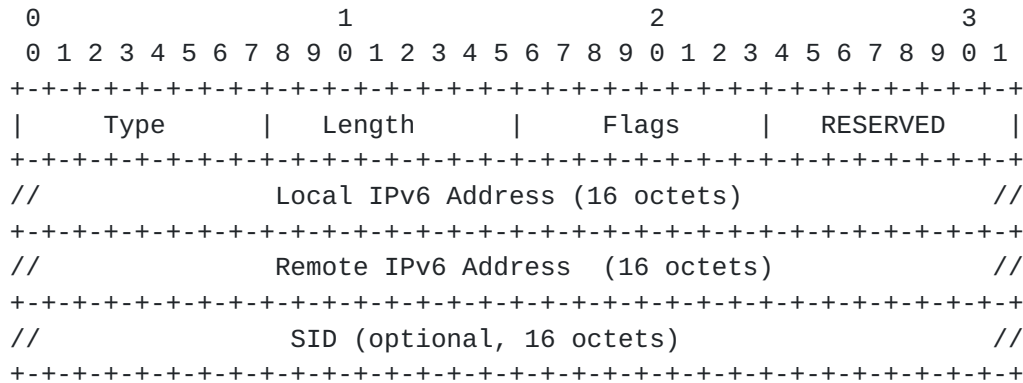 0                   1                   2                   3
 0 1 2 3 4 5 6 7 8 9 0 1 2 3 4 5 6 7 8 9 0 1 2 3 4 5 6 7 8 9 0 1
+-+-+-+-+-+-+-+-+-+-+-+-+-+-+-+-+-+-+-+-+-+-+-+-+-+-+-+-+-+-+-+-+
|      Type      |   Length      |     Flags     |   RESERVED    |
+-+-+-+-+-+-+-+-+-+-+-+-+-+-+-+-+-+-+-+-+-+-+-+-+-+-+-+-+-+-+-+-+
//               Local IPv6 Address (16 octets)                //
+-+-+-+-+-+-+-+-+-+-+-+-+-+-+-+-+-+-+-+-+-+-+-+-+-+-+-+-+-+-+-+-+
//               Remote IPv6 Address  (16 octets)              //
+-+-+-+-+-+-+-+-+-+-+-+-+-+-+-+-+-+-+-+-+-+-+-+-+-+-+-+-+-+-+-+-+
//                SID (optional, 16 octets)                    //
+-+-+-+-+-+-+-+-+-+-+-+-+-+-+-+-+-+-+-+-+-+-+-+-+-+-+-+-+-+-+-+-+